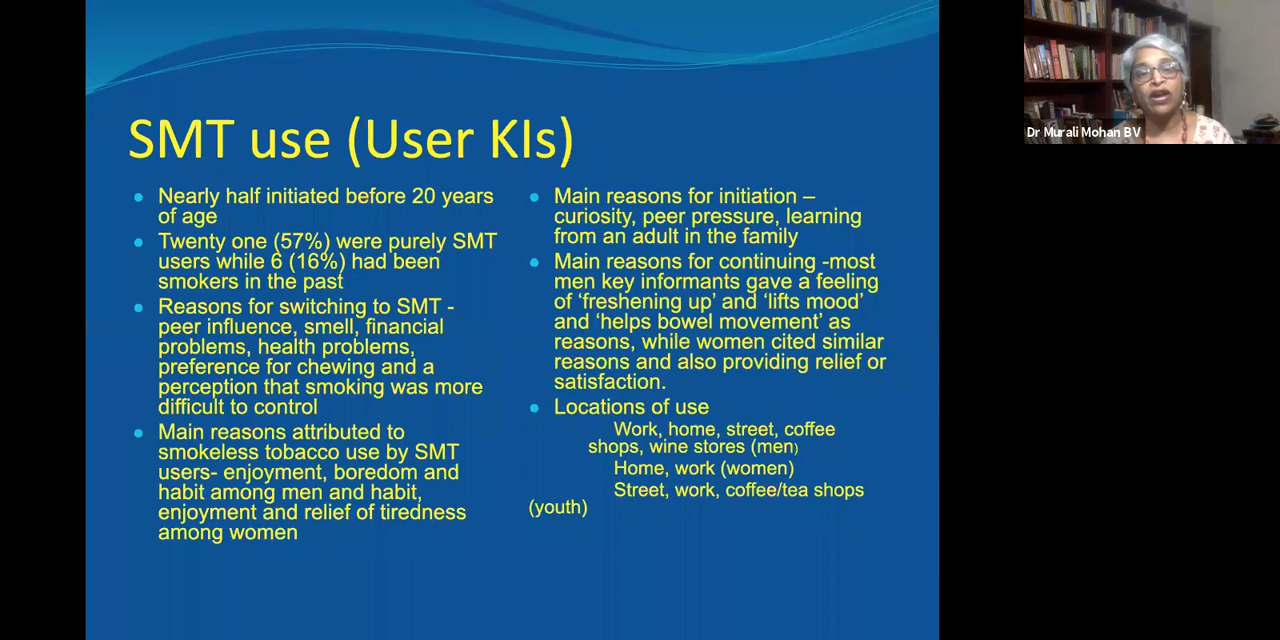 SMT use (User KIs)
Nearly half initiated before 20 years
of age
Twenty one (57%) were purely SMT
users while 6 (16%) had been
smokers in the past
Reasons for switching to SMT -
peer influence, smell, financial
problems, health problems,
preference for chewing and a
perception that smoking was more
difficult to control
Main reasons attributed to
smokeless tobacco use by SMT
users- enjoyment, boredom and
habit among men and habit,
enjoyment and relief of tiredness
among women
Main reasons for initiation –
curiosity, peer pressure, learning
from an adult in the family
Main reasons for continuing -most
men key informants gave a feeling
of ‘freshening up’ and ‘lifts mood’
and ‘helps bowel movement’ as
reasons, while women cited similar
reasons and also providing relief or
satisfaction.
Locations of use
Work, home, street, coffee
shops, wine stores (men)
Home, work (women)
Street, work, coffee/tea shops
(youth)
Dr Murali Mohan BV